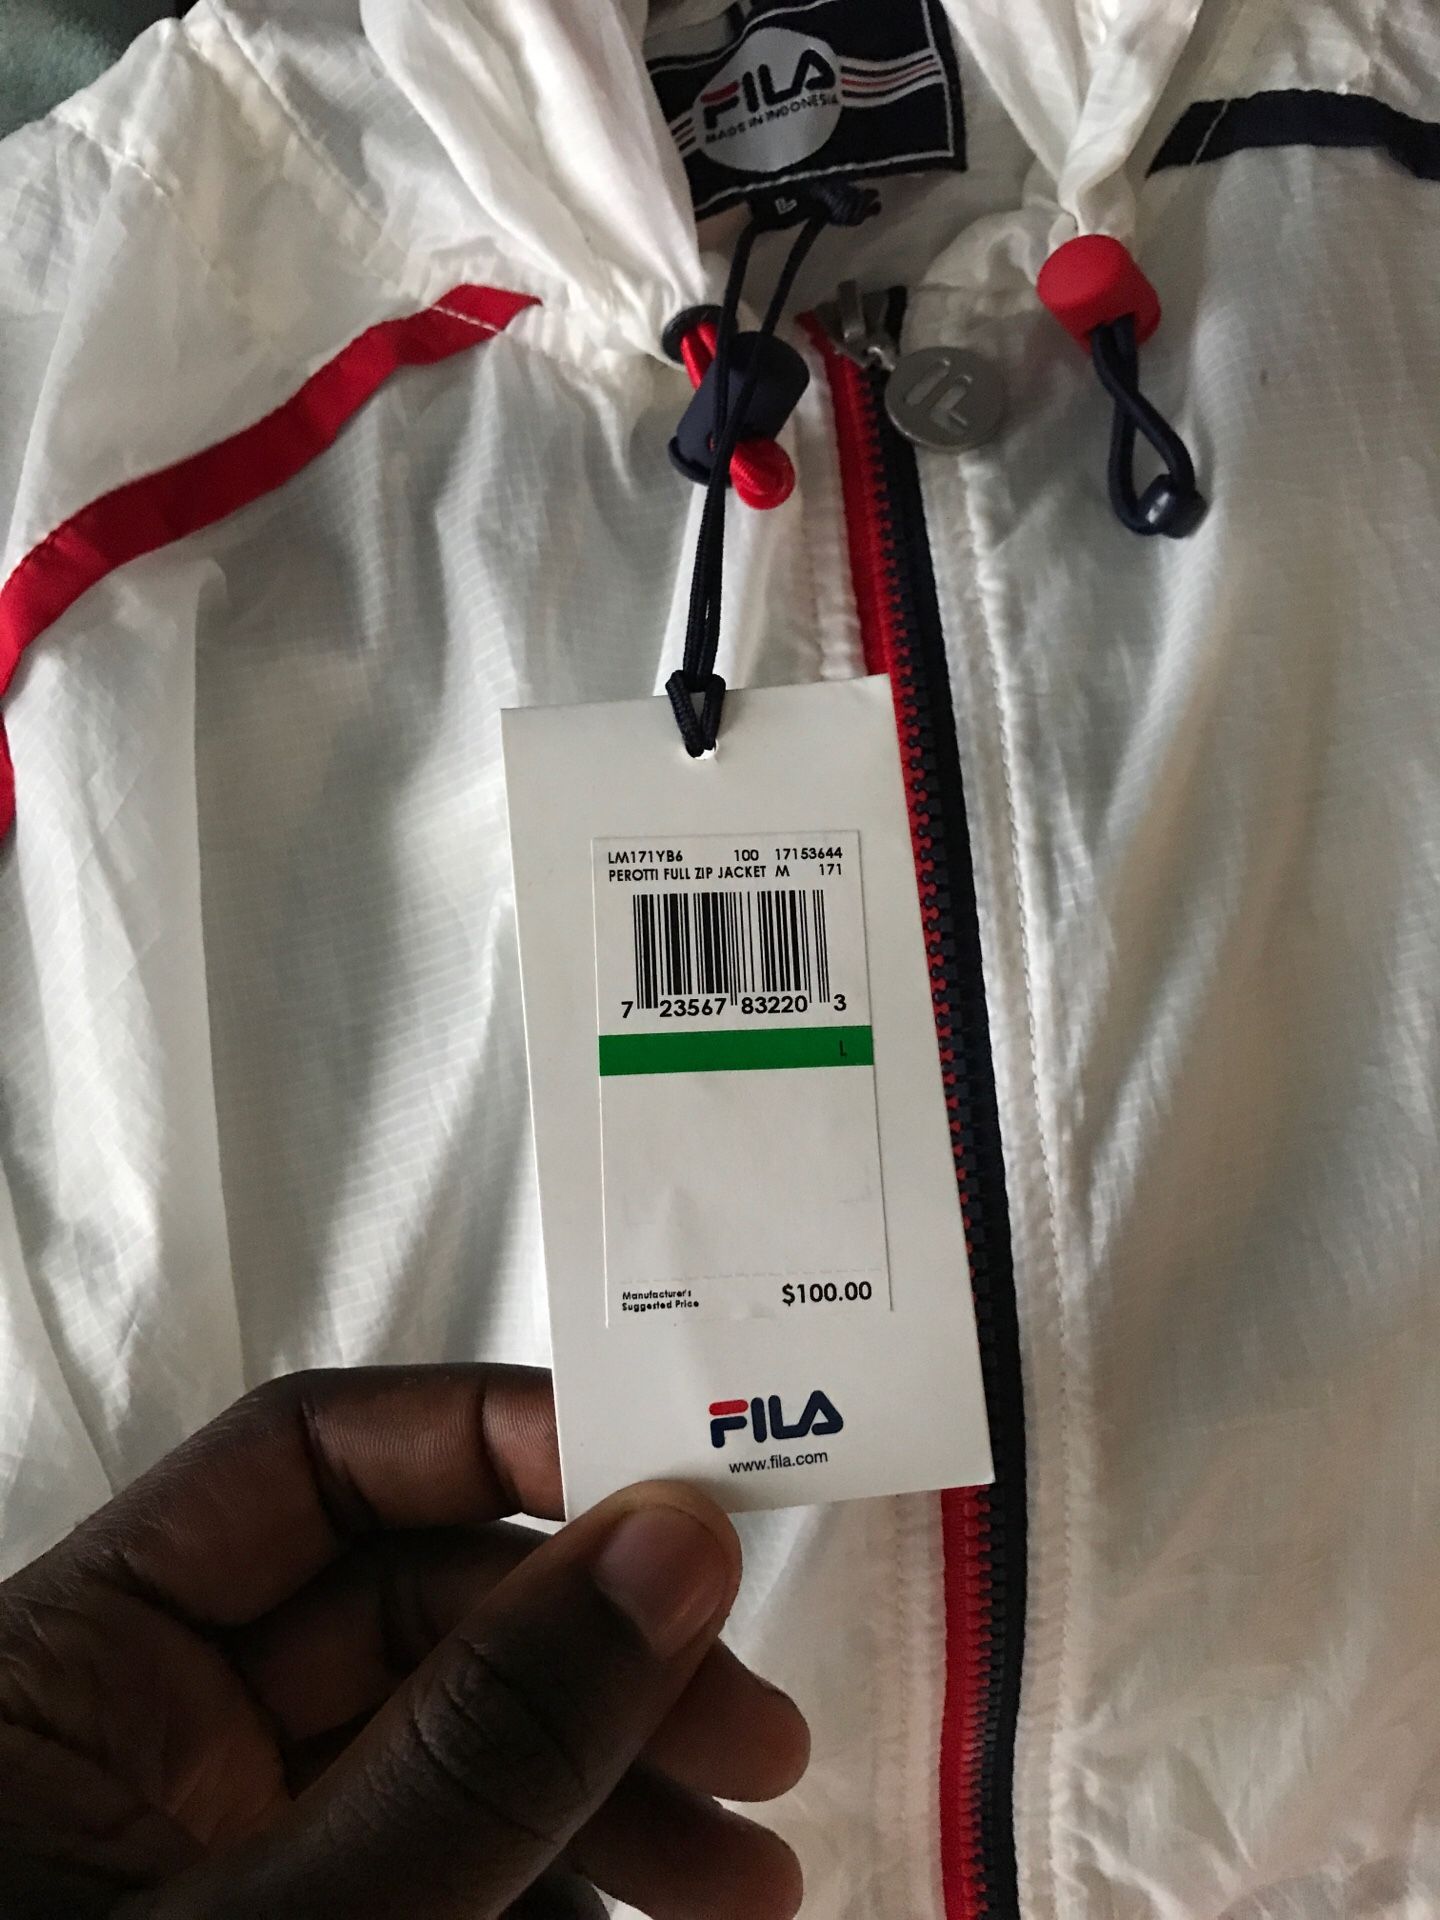 FILA
MADE IN INDONESIA
L
LM171YB6 100 17153644
PEROTTI FULL ZIP JACKET M 171
7 23567 83220 3
L
Manufacturer's
Suggested Price $100.00
FILA
www.fila.com